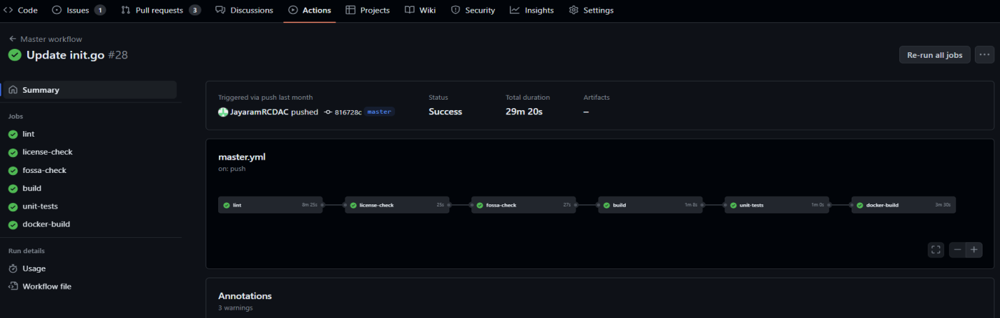 Code Issues 1 Pull requests 3 Discussions Actions Projects Wiki Security Insights Settings
Master workflow
Update init.go #28
Re-run all jobs
Summary
Jobs
lint
license-check
fossa-check
build
unit-tests
docker-build
Run details
Usage
Workflow file
Triggered via push last month
JayaramRCDAC pushed 816728c master
Status
Success
Total duration
29m 20s
Artifacts
–
master.yml
on: push
lint 8m 25s
license-check 25s
fossa-check 27s
build 1m 8s
unit-tests 1m 0s
docker-build 3m 30s
Annotations
3 warnings